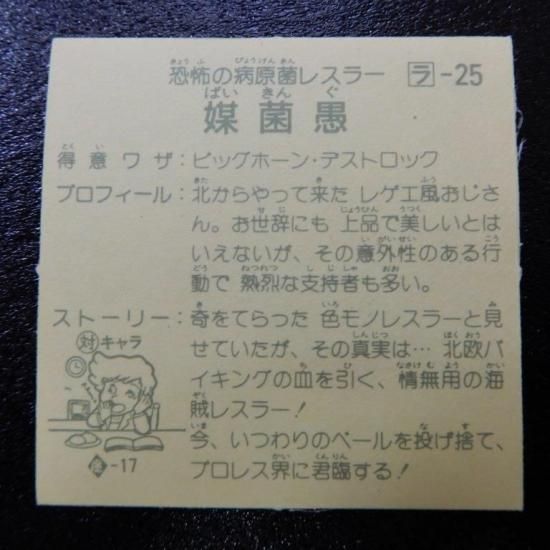 恐怖の病原菌レスラー ラ-25
媒菌愚
得意ワザ：ビッグホーン・デストロック
プロフィール：北からやって来た レゲエ風おじさ
ん。お世辞にも 上品で美しいとは
いえないが、その意外性のある行
動で 熱烈な支持者も多い。
ストーリー：奇をてらった 色モノレスラーと見
せていたが、その真実は… 北欧バ
イキングの血を引く、情無用の海
賊レスラー！
今、いつわりのベールを投げ捨て、
プロレス界に君臨する！
対キャラ
-17